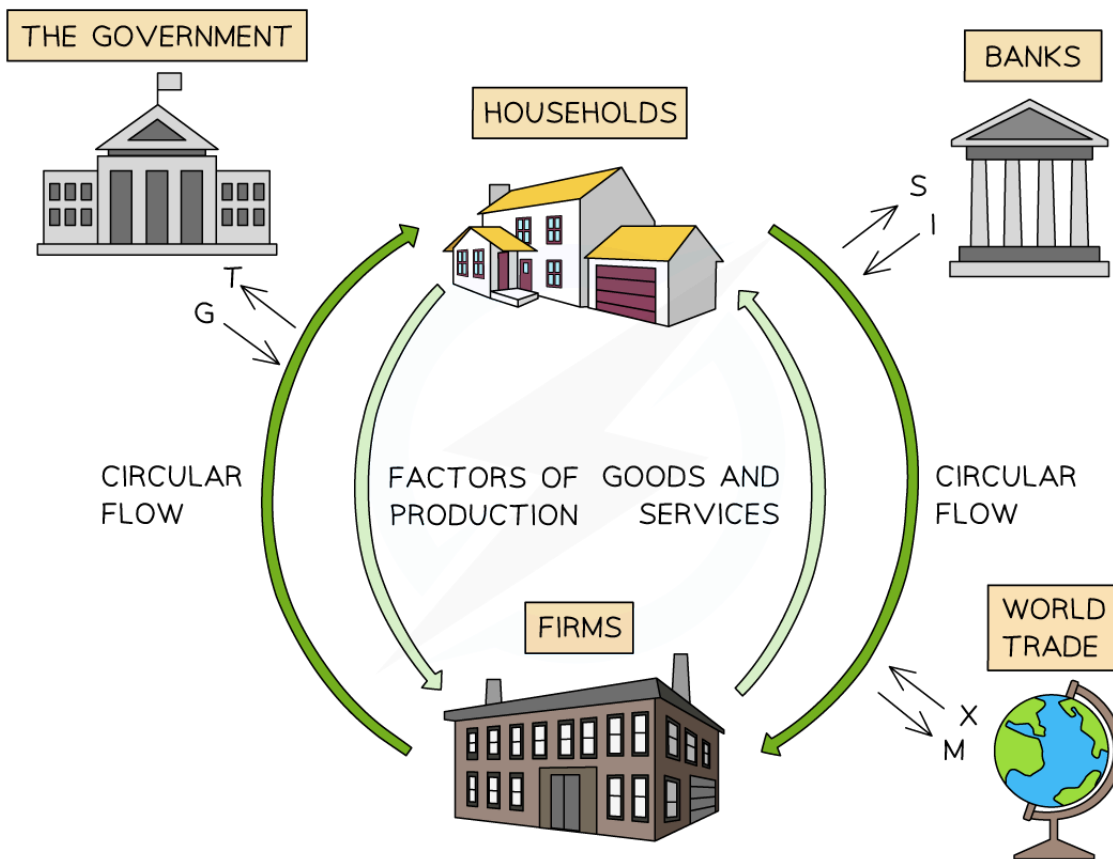 THE GOVERNMENT
BANKS
HOUSEHOLDS
S
I
T
G
CIRCULAR
FLOW
FACTORS OF
PRODUCTION
GOODS AND
SERVICES
CIRCULAR
FLOW
FIRMS
WORLD
TRADE
X
M